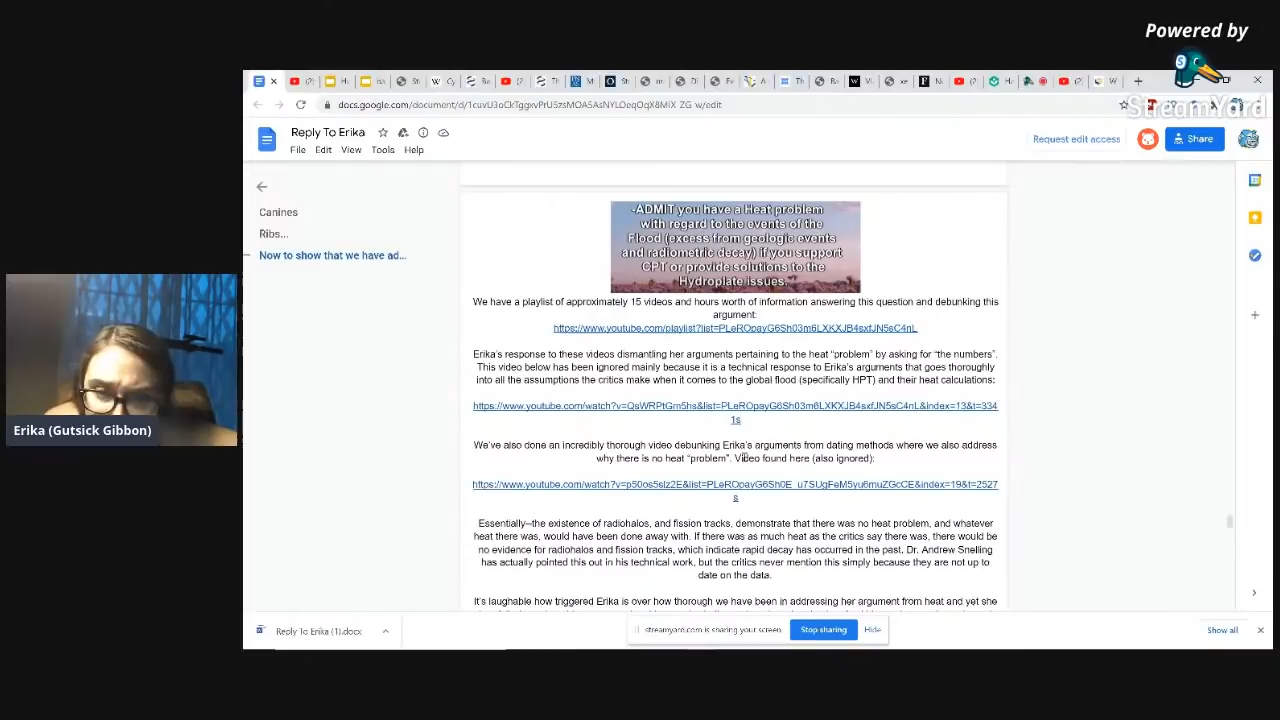 Powered by
StreamYard
Reply To Erika
File Edit View Tools Help
Request edit access
Share
Canines
Ribs...
Now to show that we have ad...
-ADMIT you have a Heat problem
with regard to the events of the
Flood (excess from geologic events
and radiometric decay) if you support
CPT or provide solutions to the
Hydroplate issues.
We have a playlist of approximately 15 videos and hours worth of information answering this question and debunking this
argument:
Erika's response to these videos dismantling her arguments pertaining to the heat "problem" by asking for "the numbers".
This video below has been ignored mainly because it is a technical response to Erika's arguments that goes thoroughly
into all the assumptions the critics make when it comes to the global flood (specifically HPT) and their heat calculations:
1s
We've also done an incredibly thorough video debunking Erika's arguments from dating methods where we also address
why there is no heat "problem". Video found here (also ignored):
s
Essentially–the existence of radiohalos, and fission tracks, demonstrate that there was no heat problem, and whatever
heat there was, would have been done away with. If there was as much heat as the critics say there was, there would be
no evidence for radiohalos and fission tracks, which indicate rapid decay has occurred in the past. Dr. Andrew Snelling
has actually pointed this out in his technical work, but the critics never mention this simply because they are not up to
date on the data.
It's laughable how triggered Erika is over how thorough we have been in addressing her argument from heat and yet she
Erika (Gutsick Gibbon)
Reply To Erika (1).docx
streamyard.com is sharing your screen.
Stop sharing
Hide
Show all